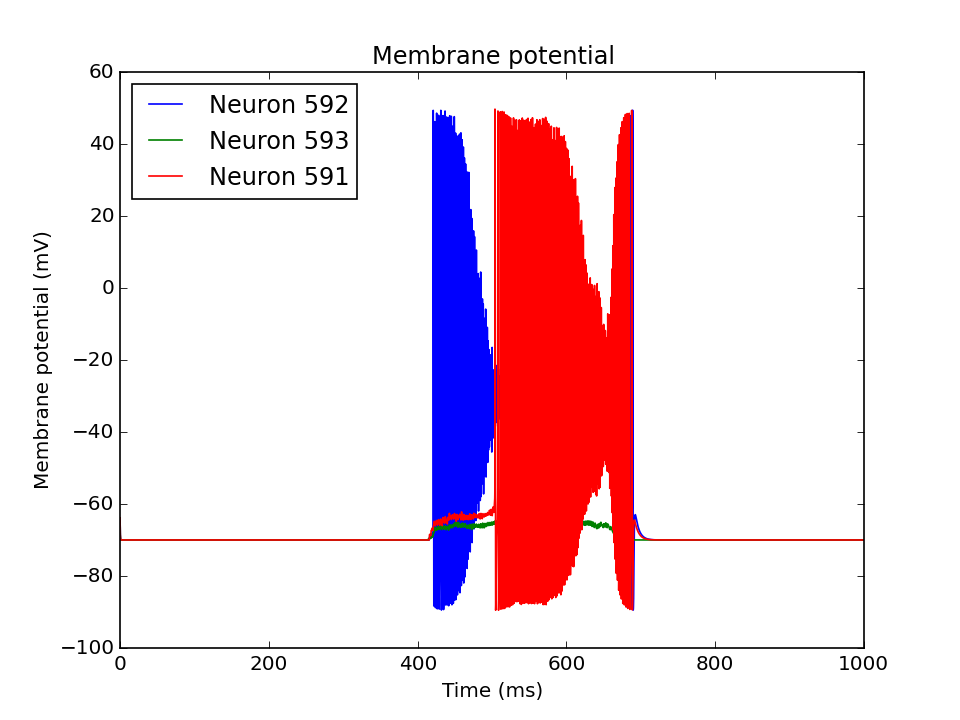 Membrane potential
60
40
20
0
−20
−40
−60
−80
−100
Membrane potential (mV)
Neuron 592
Neuron 593
Neuron 591
0 200 400 600 800 1000
Time (ms)